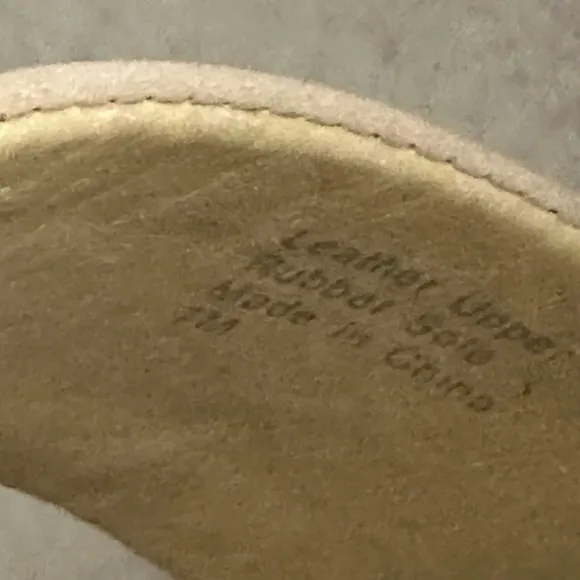 Leather Upper
Rubber Sole
Made in China
7M